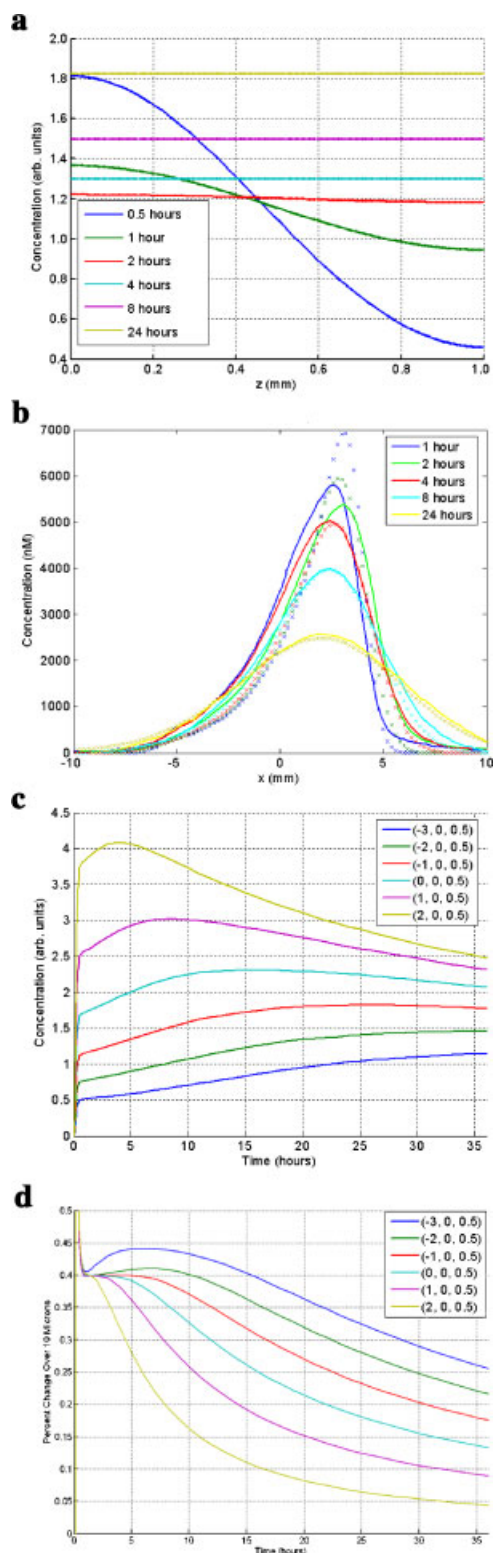 a
2.0
1.8
1.6
1.4
1.2
1.0
0.8
0.6
0.4
Concentration (arb. units)
0.5 hours
1 hour
2 hours
4 hours
8 hours
24 hours
0.0 0.2 0.4 0.6 0.8 1.0
z (mm)
b
7000
6000
5000
4000
3000
2000
1000
0
Concentration (nM)
1 hour
2 hours
4 hours
8 hours
24 hours
-10 -5 0 5 10
x (mm)
c
4.5
4
3.5
3
2.5
2
1.5
1
0.5
0
Concentration (arb. units)
(-3, 0, 0.5)
(-2, 0, 0.5)
(-1, 0, 0.5)
(0, 0, 0.5)
(1, 0, 0.5)
(2, 0, 0.5)
0 5 10 15 20 25 30 35
Time (hours)
d
0.5
0.45
0.4
0.35
0.3
0.25
0.2
0.15
0.1
0.05
0
Percent Change Over 10 Microns
(-3, 0, 0.5)
(-2, 0, 0.5)
(-1, 0, 0.5)
(0, 0, 0.5)
(1, 0, 0.5)
(2, 0, 0.5)
0 5 10 15 20 25 30 35
Time (hours)